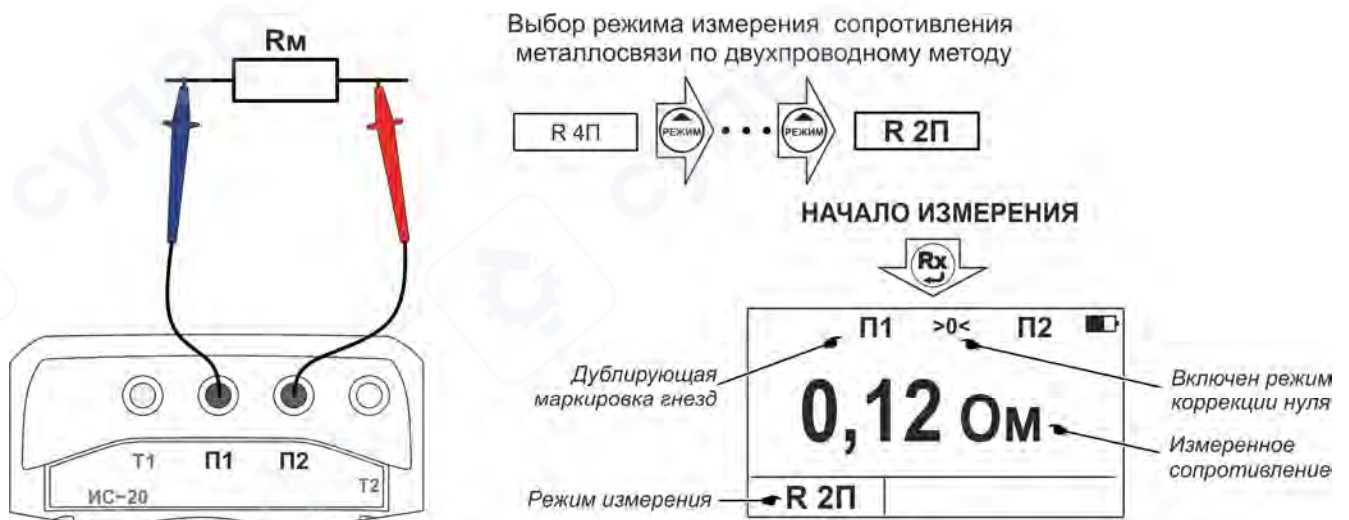 Rм
T1
П1
П2
T2
ИС-20
Выбор режима измерения сопротивления
металлосвязи по двухпроводному методу
R 4П
РЕЖИМ
• • •
РЕЖИМ
R 2П
НАЧАЛО ИЗМЕРЕНИЯ
Rx
П1 >0< П2
0,12 Ом
R 2П
Дублирующая
маркировка гнезд
Режим измерения
Включен режим
коррекции нуля
Измеренное
сопротивление